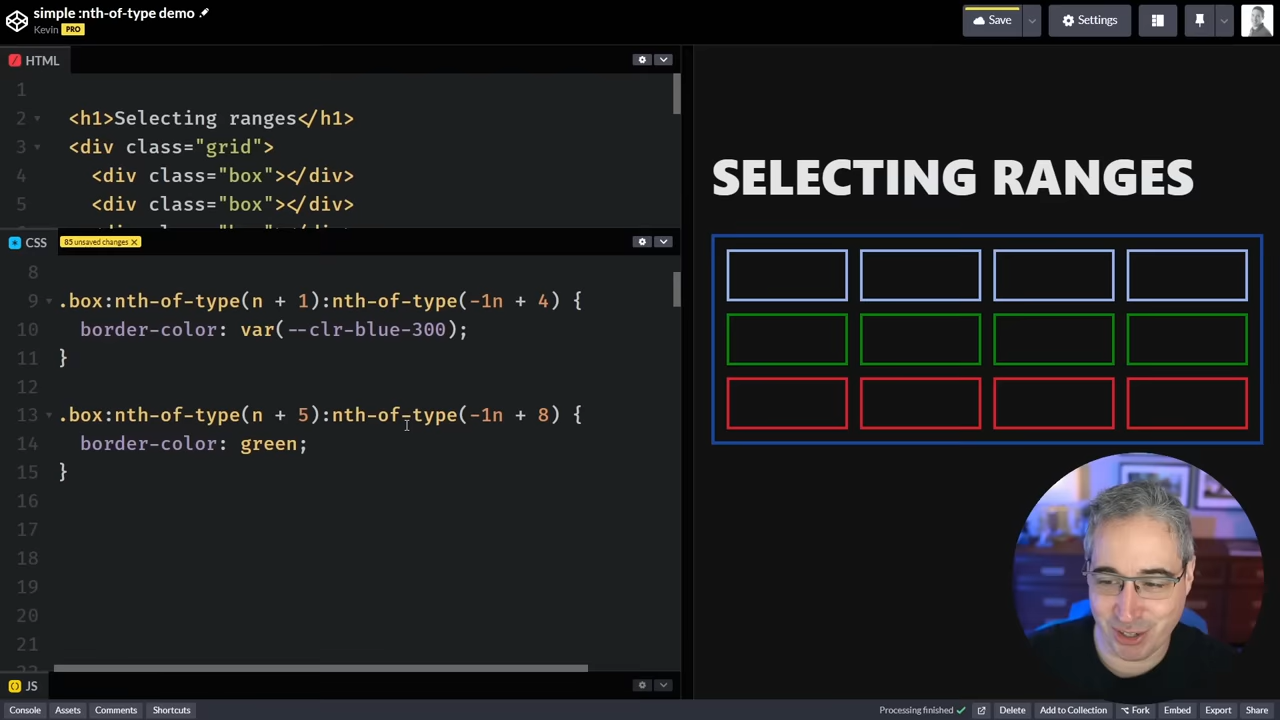 simple :nth-of-type demo
Kevin PRO
Save
Settings
HTML
1
2 <h1>Selecting ranges</h1>
3 <div class="grid">
4 <div class="box"></div>
5 <div class="box"></div>
CSS
85 unsaved changes ×
8
9 .box:nth-of-type(n + 1):nth-of-type(-1n + 4) {
10 border-color: var(--clr-blue-300);
11 }
12
13 .box:nth-of-type(n + 5):nth-of-type(-1n + 8) {
14 border-color: green;
15 }
16
17
18
19
20
21
JS
SELECTING RANGES
Console Assets Comments Shortcuts
Processing finished Delete Add to Collection Fork Embed Export Share